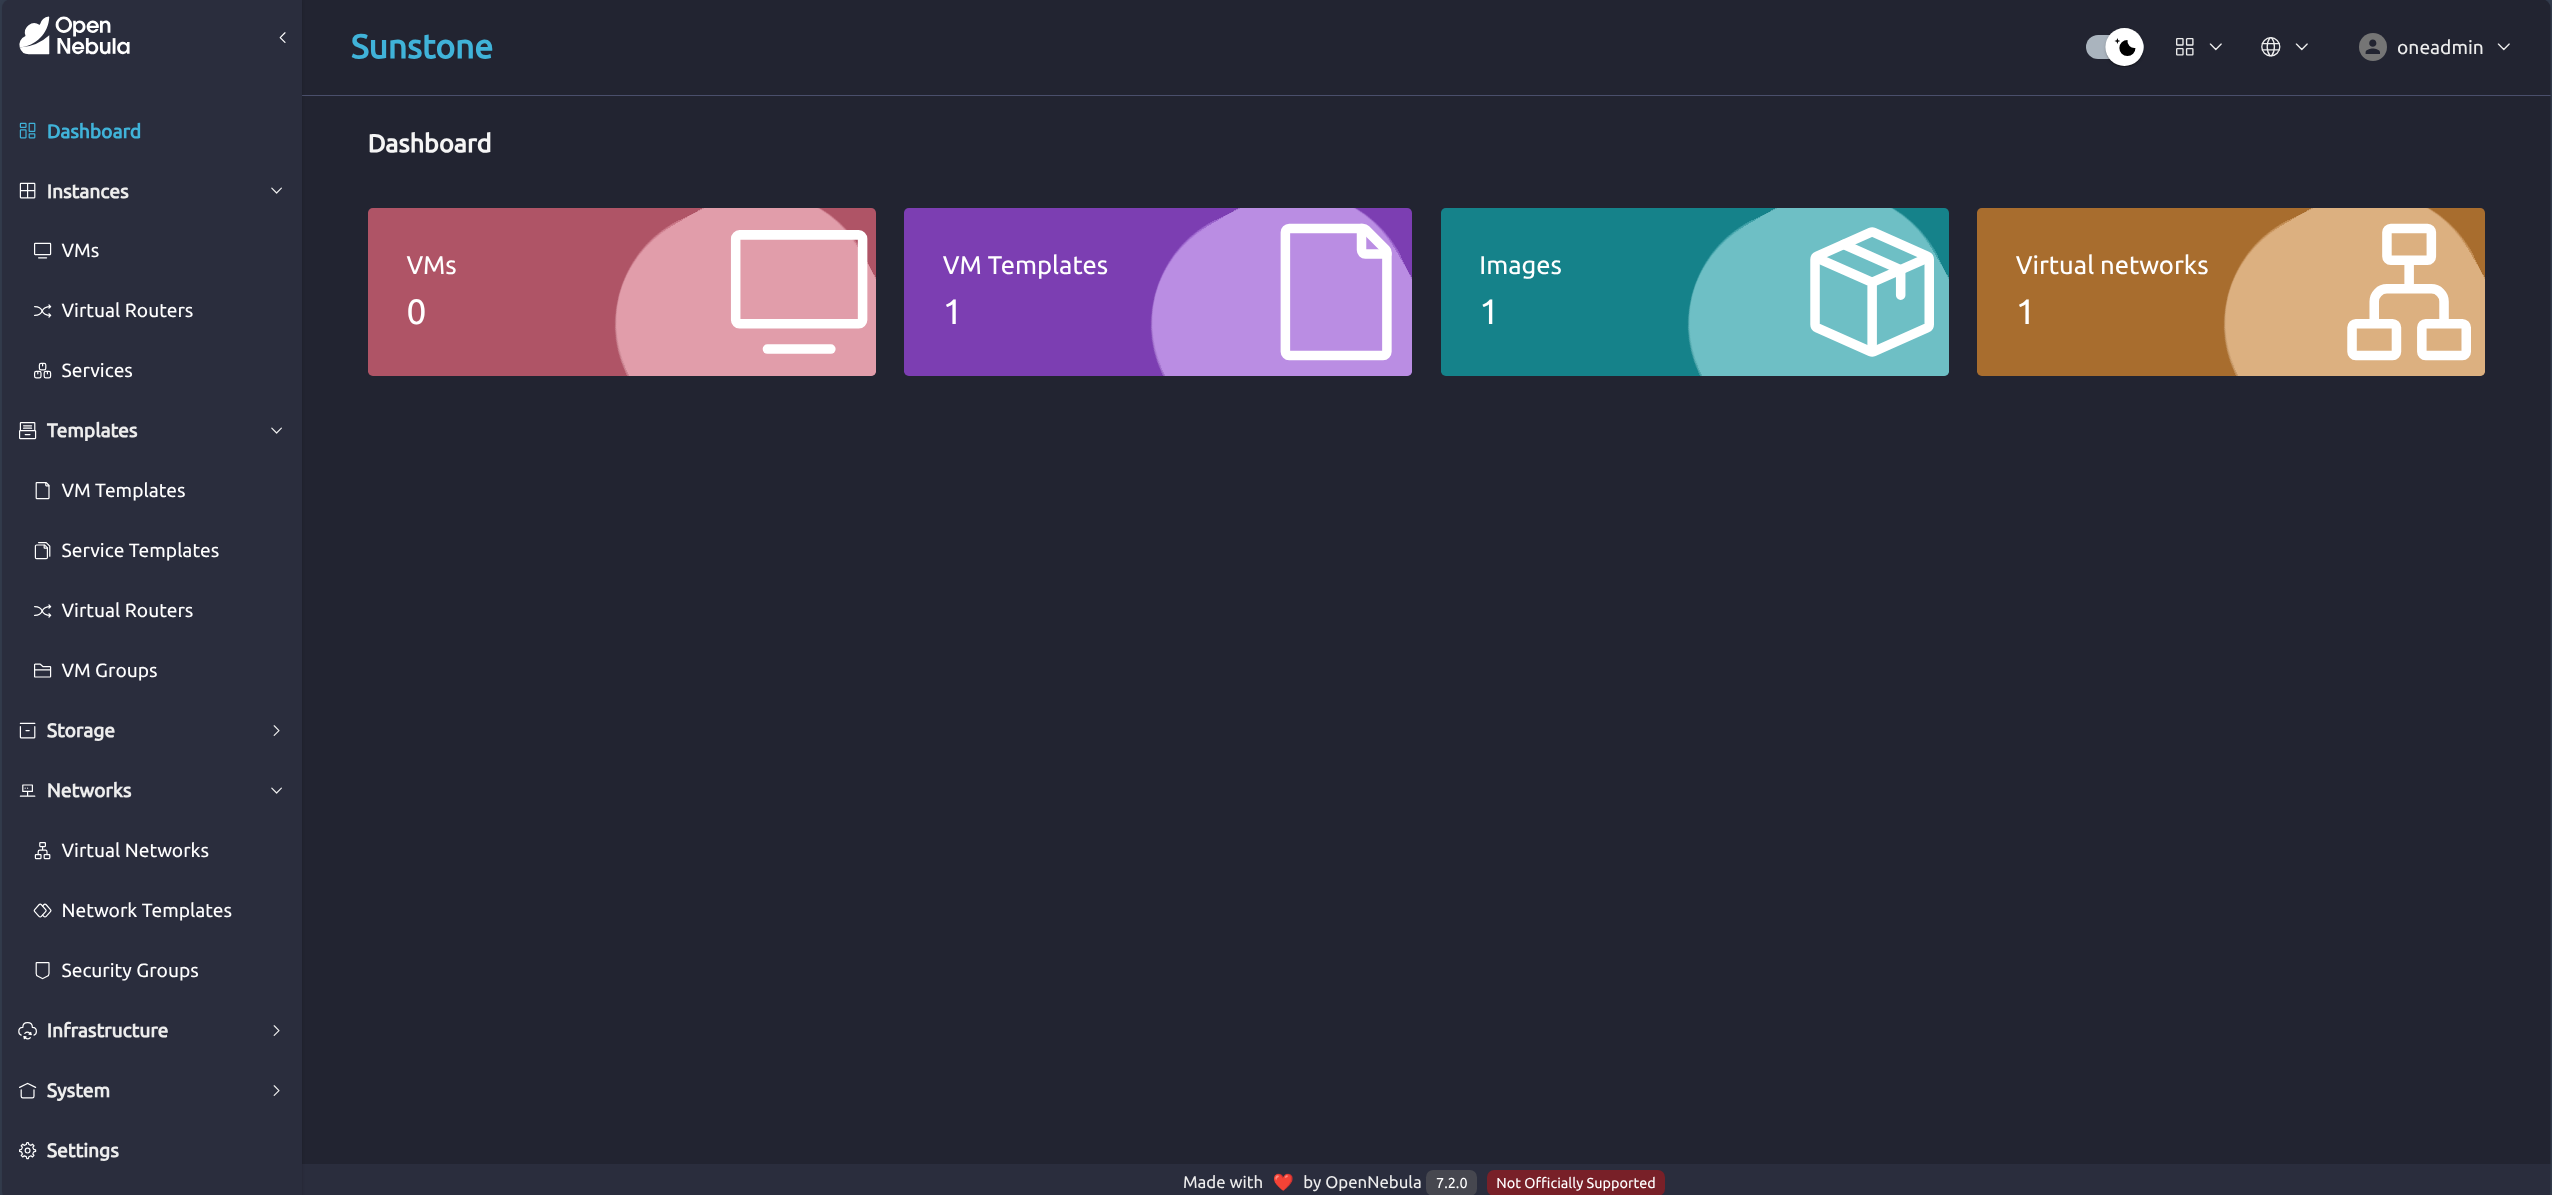 Open
Nebula
Sunstone
oneadmin
Dashboard
Instances
VMs
Virtual Routers
Services
Templates
VM Templates
Service Templates
Virtual Routers
VM Groups
Storage
Networks
Virtual Networks
Network Templates
Security Groups
Infrastructure
System
Settings
Dashboard
VMs
0
VM Templates
1
Images
1
Virtual networks
1
Made with ❤️ by OpenNebula 7.2.0 Not Officially Supported